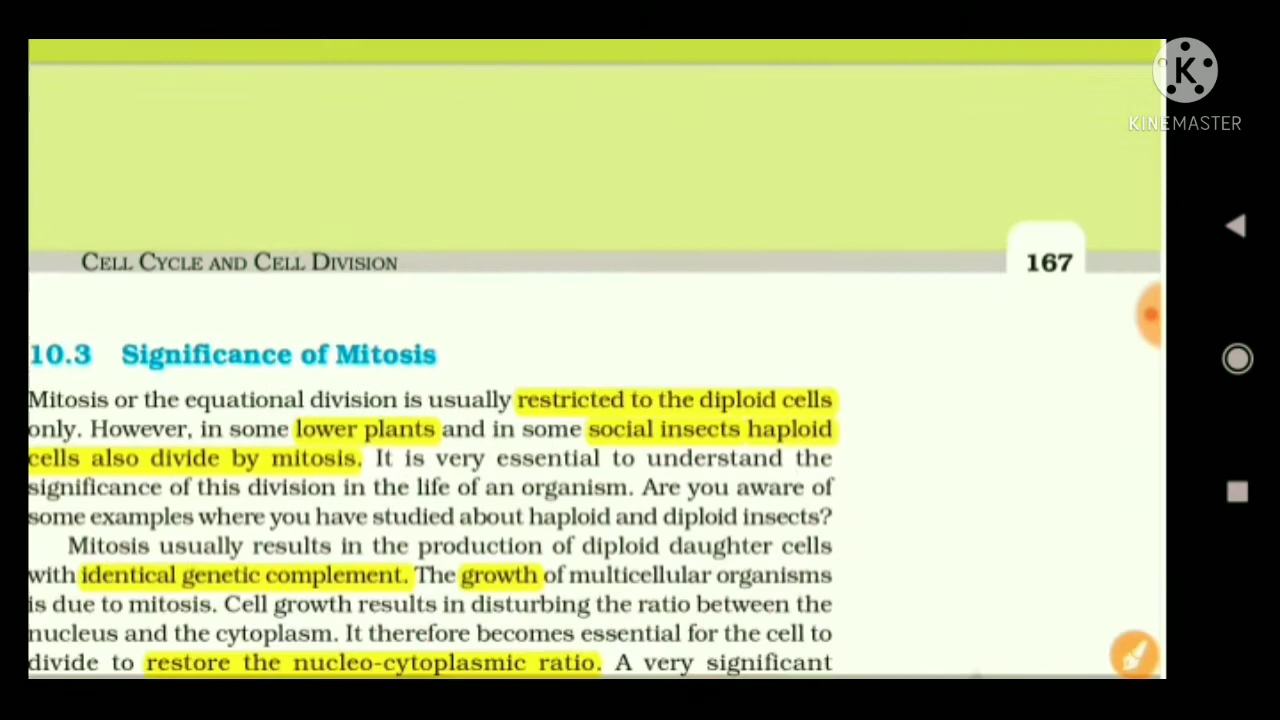 K
KINEMASTER
CELL CYCLE AND CELL DIVISION
167
10.3 Significance of Mitosis
Mitosis or the equational division is usually restricted to the diploid cells
only. However, in some lower plants and in some social insects haploid
cells also divide by mitosis. It is very essential to understand the
significance of this division in the life of an organism. Are you aware of
some examples where you have studied about haploid and diploid insects?
Mitosis usually results in the production of diploid daughter cells
with identical genetic complement. The growth of multicellular organisms
is due to mitosis. Cell growth results in disturbing the ratio between the
nucleus and the cytoplasm. It therefore becomes essential for the cell to
divide to restore the nucleo-cytoplasmic ratio. A very significant